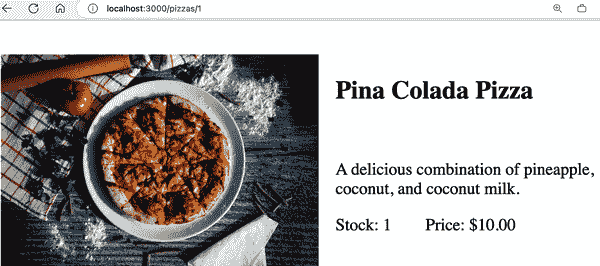 localhost:3000/pizzas/1
Pina Colada Pizza
A delicious combination of pineapple,
coconut, and coconut milk.
Stock: 1 Price: $10.00